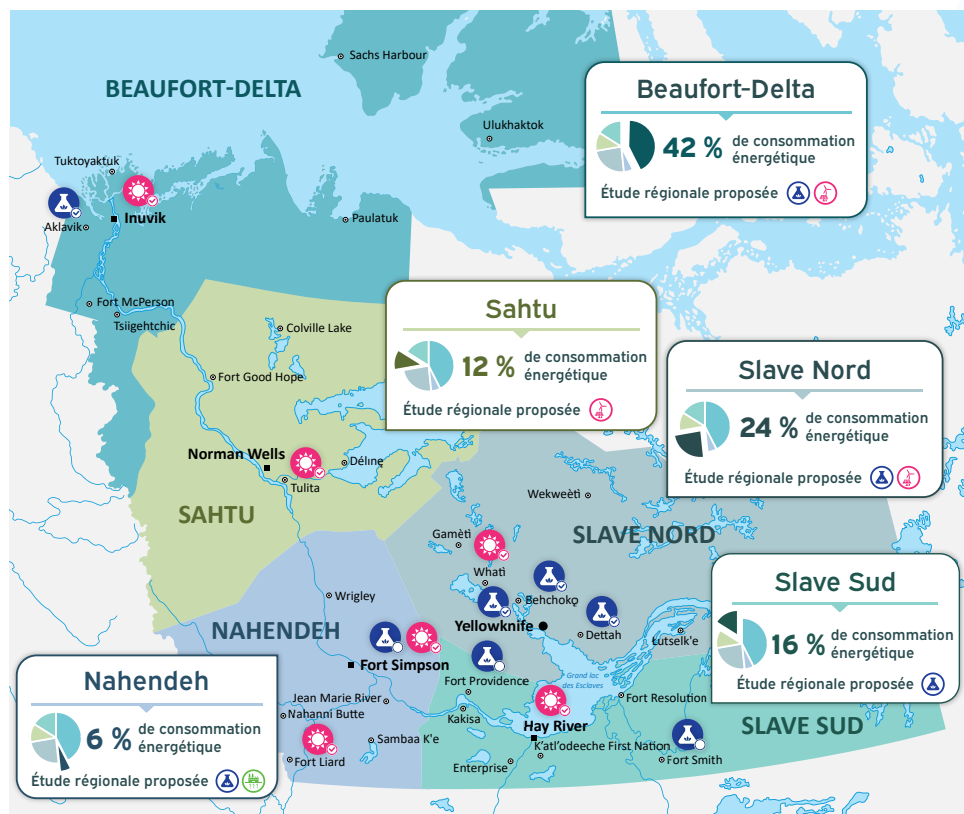 Sachs Harbour
BEAUFORT-DELTA
Beaufort-Delta
42 % de consommation
énergétique
Étude régionale proposée
Ulukhaktok
Tuktoyaktuk
Inuvik
Aklavik
Paulatuk
Fort McPerson
Tsiigehtchic
Sahtu
12 % de consommation
énergétique
Étude régionale proposée
Colville Lake
Fort Good Hope
Slave Nord
24 % de consommation
énergétique
Étude régionale proposée
Norman Wells
Délįnę
Tulita
SAHTU
Wekweètì
SLAVE NORD
Gamètì
Whatì
Behchokǫ
Wrigley
Yellowknife
Dettah
Łutselk'e
Slave Sud
16 % de consommation
énergétique
Étude régionale proposée
NAHENDEH
Fort Simpson
Fort Providence
Grand lac
des Esclaves
Nahendeh
6 % de consommation
énergétique
Étude régionale proposée
Jean Marie River
Nahanni Butte
Kakisa
Fort Resolution
Hay River
SLAVE SUD
Sambaa K'e
Fort Liard
K'atl'odeeche First Nation
Enterprise
Fort Smith